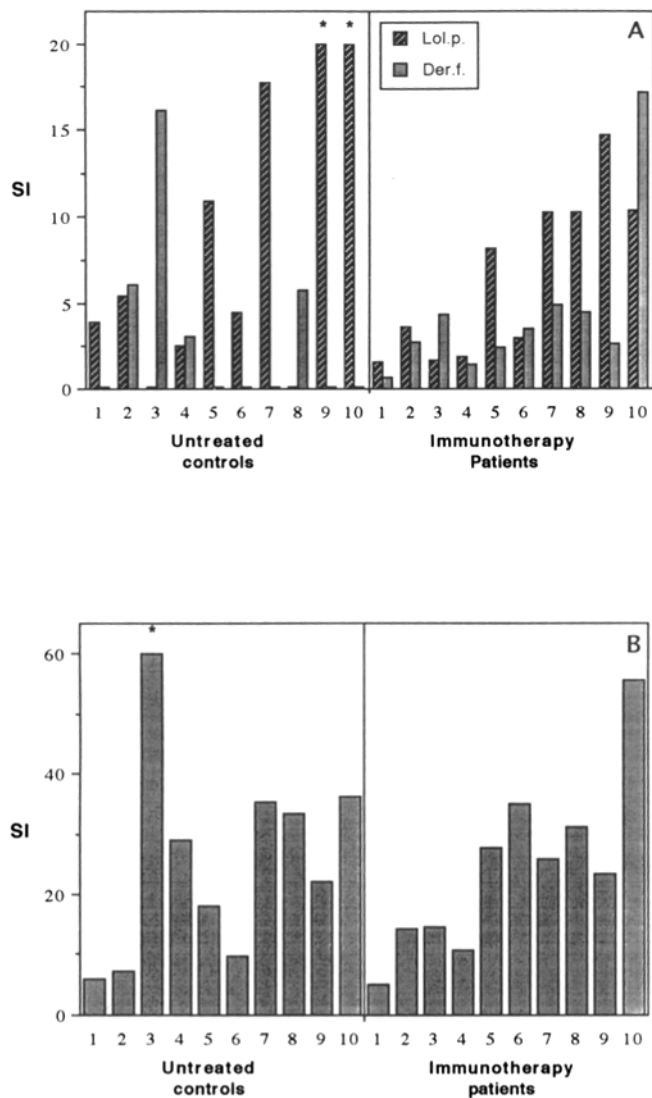 20
* *
A
Lol.p.
Der.f.
15
SI
10
5
0
1 2 3 4 5 6 7 8 9 10
1 2 3 4 5 6 7 8 9 10
Untreated
controls
Immunotherapy
Patients
60
*
B
40
SI
20
0
1 2 3 4 5 6 7 8 9 10
1 2 3 4 5 6 7 8 9 10
Untreated
controls
Immunotherapy
patients